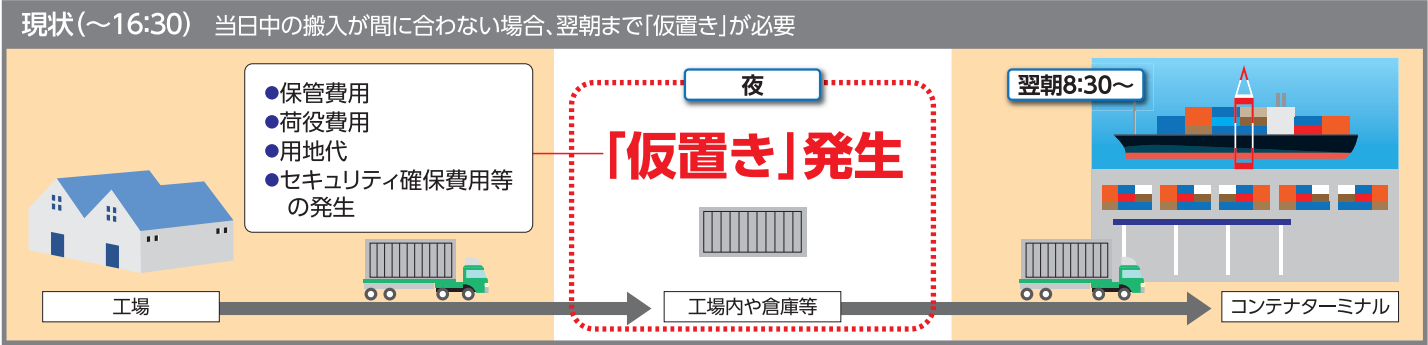 現状(〜16:30) 当日中の搬入が間に合わない場合、翌朝まで「仮置き」が必要
●保管費用
●荷役費用
●用地代
●セキュリティ確保費用等
の発生
夜
「仮置き」発生
翌朝8:30〜
工場
工場内や倉庫等
コンテナターミナル